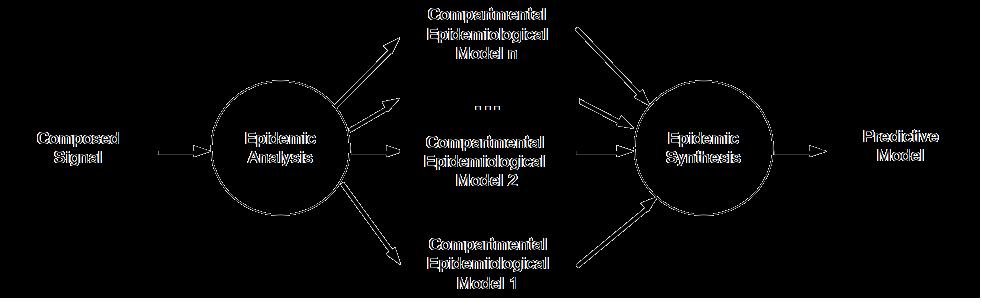 Composed
Signal
Epidemic
Analysis
Compartmental
Epidemiological
Model n
...
Compartmental
Epidemiological
Model 2
Compartmental
Epidemiological
Model 1
Epidemic
Synthesis
Predictive
Model